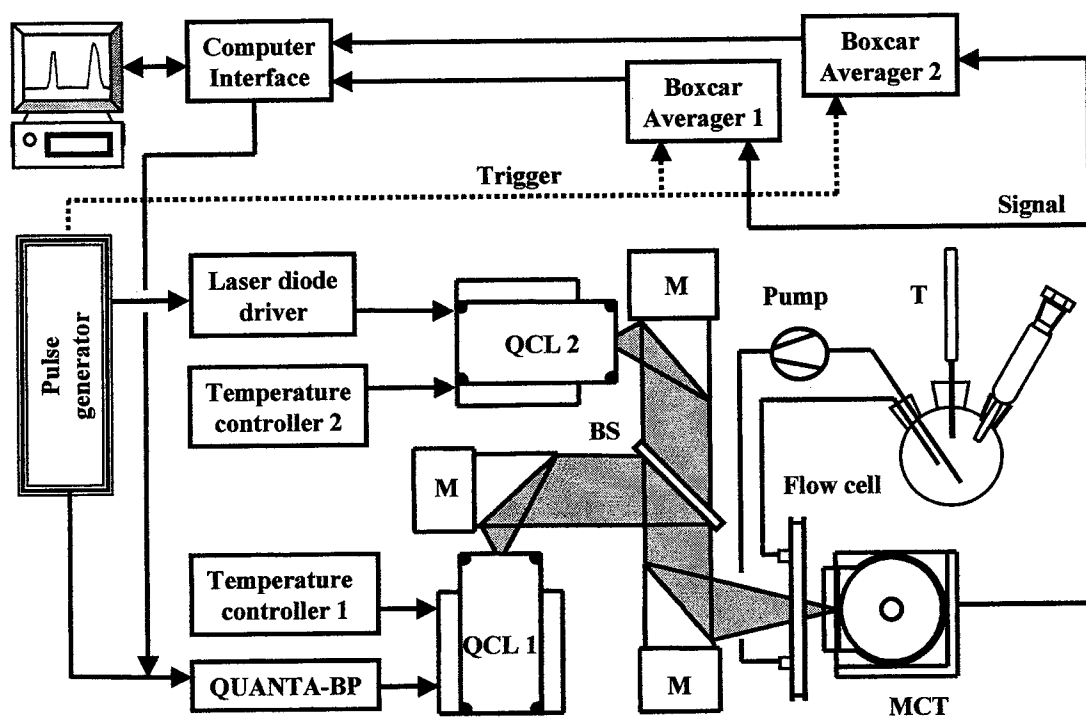 Computer
Interface
Boxcar
Averager 2
Boxcar
Averager 1
Trigger
Signal
Pulse
generator
Laser diode
driver
QCL 2
M
Pump
T
Temperature
controller 2
BS
M
Flow cell
Temperature
controller 1
QCL 1
QUANTA-BP
M
MCT